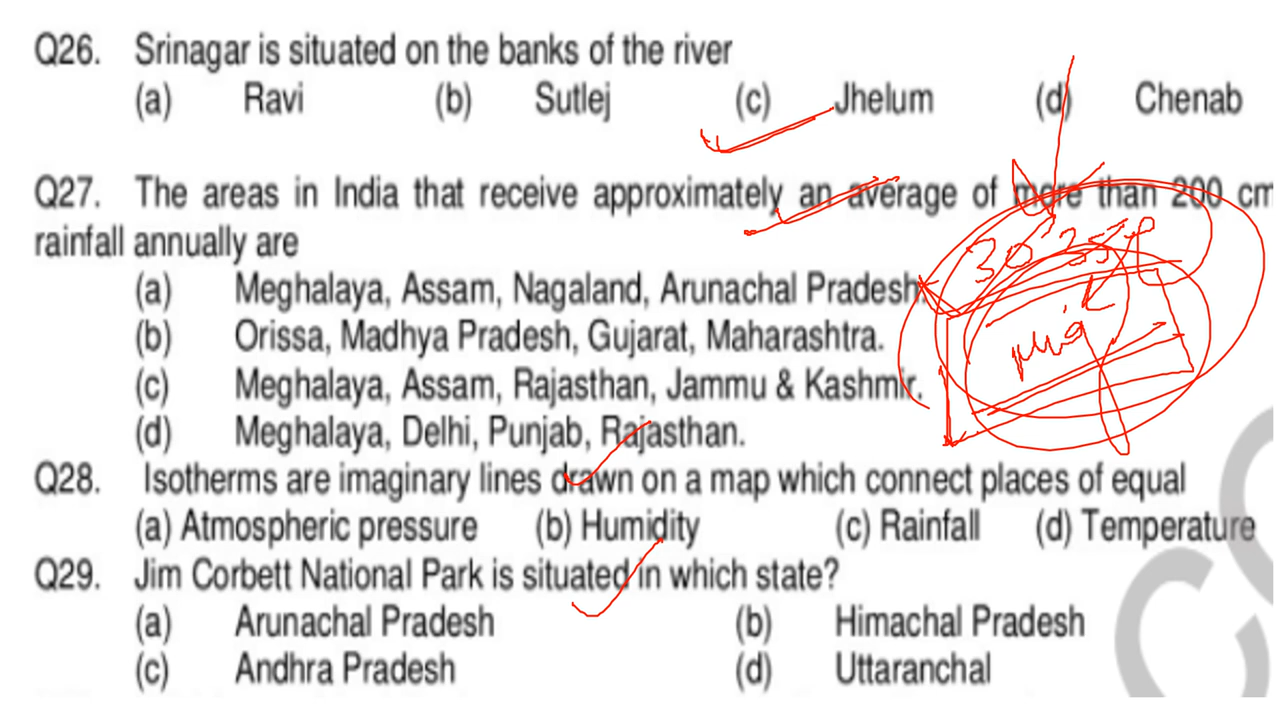 Q26. Srinagar is situated on the banks of the river
(a) Ravi (b) Sutlej (c) Jhelum (d) Chenab
Q27. The areas in India that receive approximately an average of more than 200 cm
rainfall annually are
(a) Meghalaya, Assam, Nagaland, Arunachal Pradesh.
(b) Orissa, Madhya Pradesh, Gujarat, Maharashtra.
(c) Meghalaya, Assam, Rajasthan, Jammu & Kashmir.
(d) Meghalaya, Delhi, Punjab, Rajasthan.
Q28. Isotherms are imaginary lines drawn on a map which connect places of equal
(a) Atmospheric pressure (b) Humidity (c) Rainfall (d) Temperature
Q29. Jim Corbett National Park is situated in which state?
(a) Arunachal Pradesh (b) Himachal Pradesh
(c) Andhra Pradesh (d) Uttaranchal